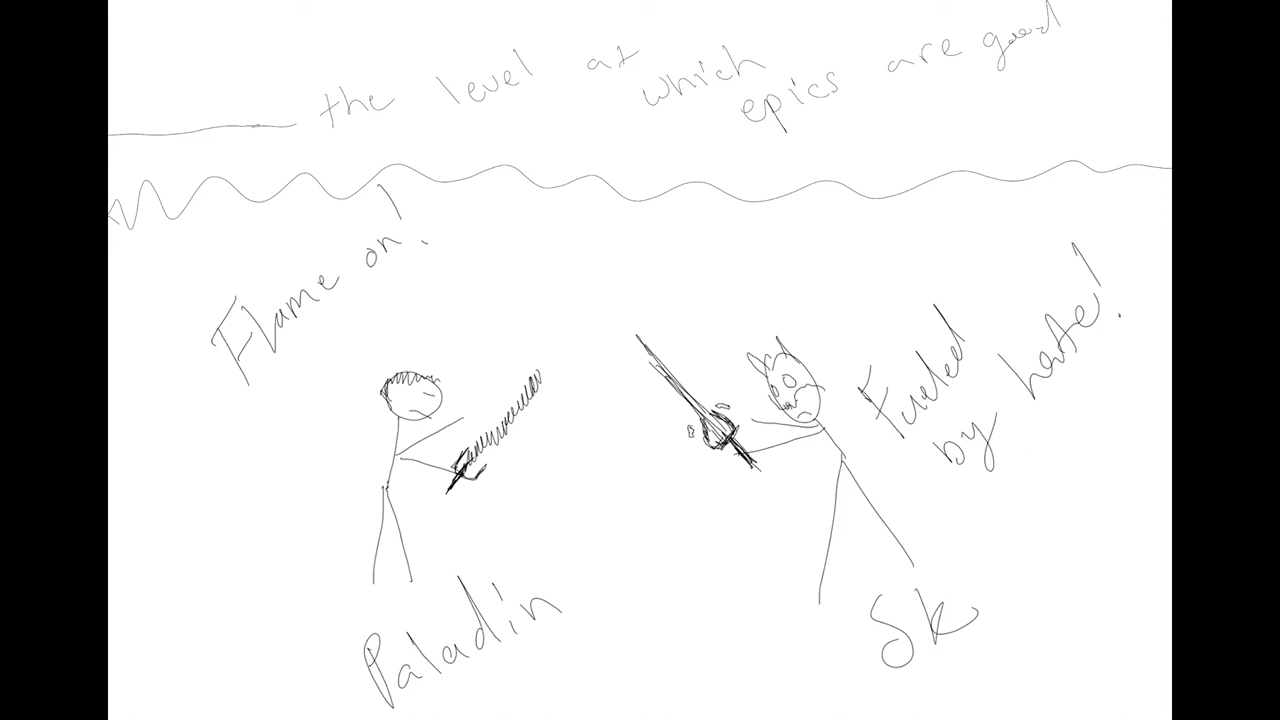 the level at which epics are good
Flame on!
Fueled
by hate!
Paladin
Sk